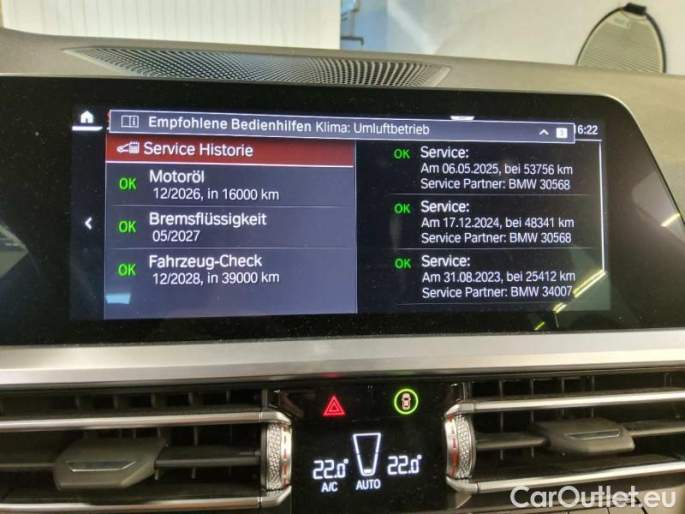 Empfohlene Bedienhilfen Klima: Umluftbetrieb
16:22
Service Historie
OK Motoröl
12/2026, in 16000 km
OK Bremsflüssigkeit
05/2027
OK Fahrzeug-Check
12/2028, in 39000 km
OK Service:
Am 06.05.2025, bei 53756 km
Service Partner: BMW 30568
OK Service:
Am 17.12.2024, bei 48341 km
Service Partner: BMW 30568
OK Service:
Am 31.08.2023, bei 25412 km
Service Partner: BMW 34007
22.0 22.0
A/C AUTO
CarOutlet.eu